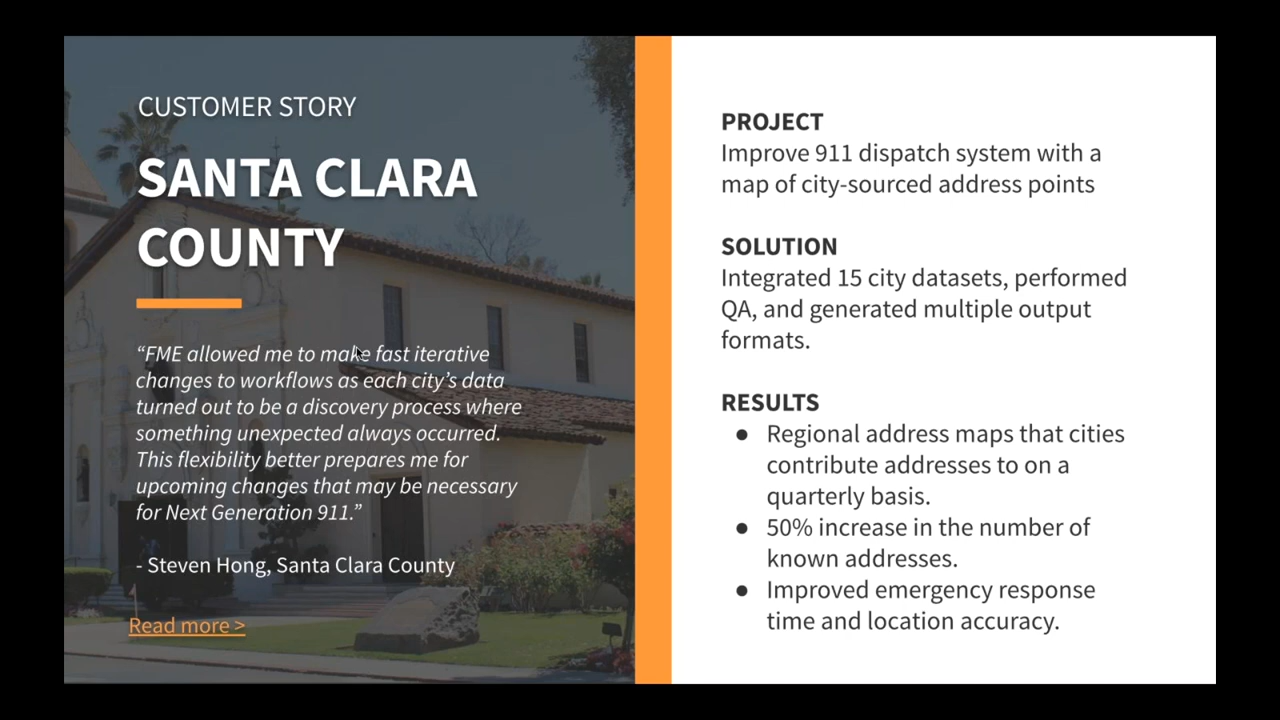 CUSTOMER STORY
SANTA CLARA
COUNTY
“FME allowed me to make fast iterative
changes to workflows as each city’s data
turned out to be a discovery process where
something unexpected always occurred.
This flexibility better prepares me for
upcoming changes that may be necessary
for Next Generation 911.”
- Steven Hong, Santa Clara County
Read more >
PROJECT
Improve 911 dispatch system with a
map of city-sourced address points
SOLUTION
Integrated 15 city datasets, performed
QA, and generated multiple output
formats.
RESULTS
● Regional address maps that cities
contribute addresses to on a
quarterly basis.
● 50% increase in the number of
known addresses.
● Improved emergency response
time and location accuracy.